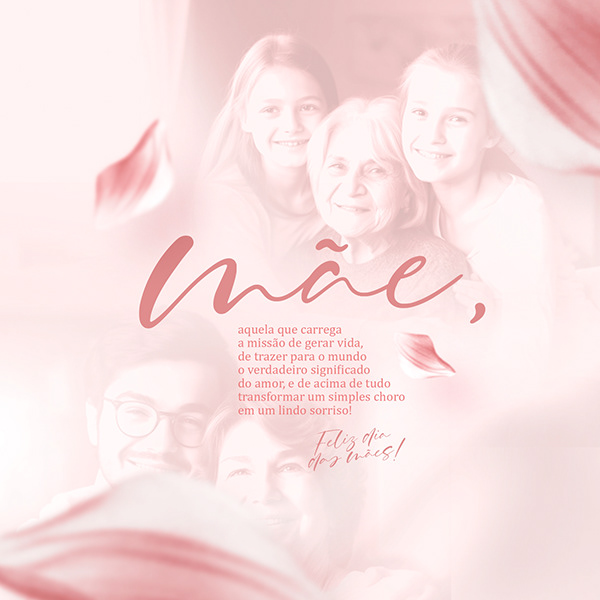 mãe,
aquela que carrega
a missão de gerar vida,
de trazer para o mundo
o verdadeiro significado
do amor, e de acima de tudo
transformar um simples choro
em um lindo sorriso!
Feliz dia
das mães!